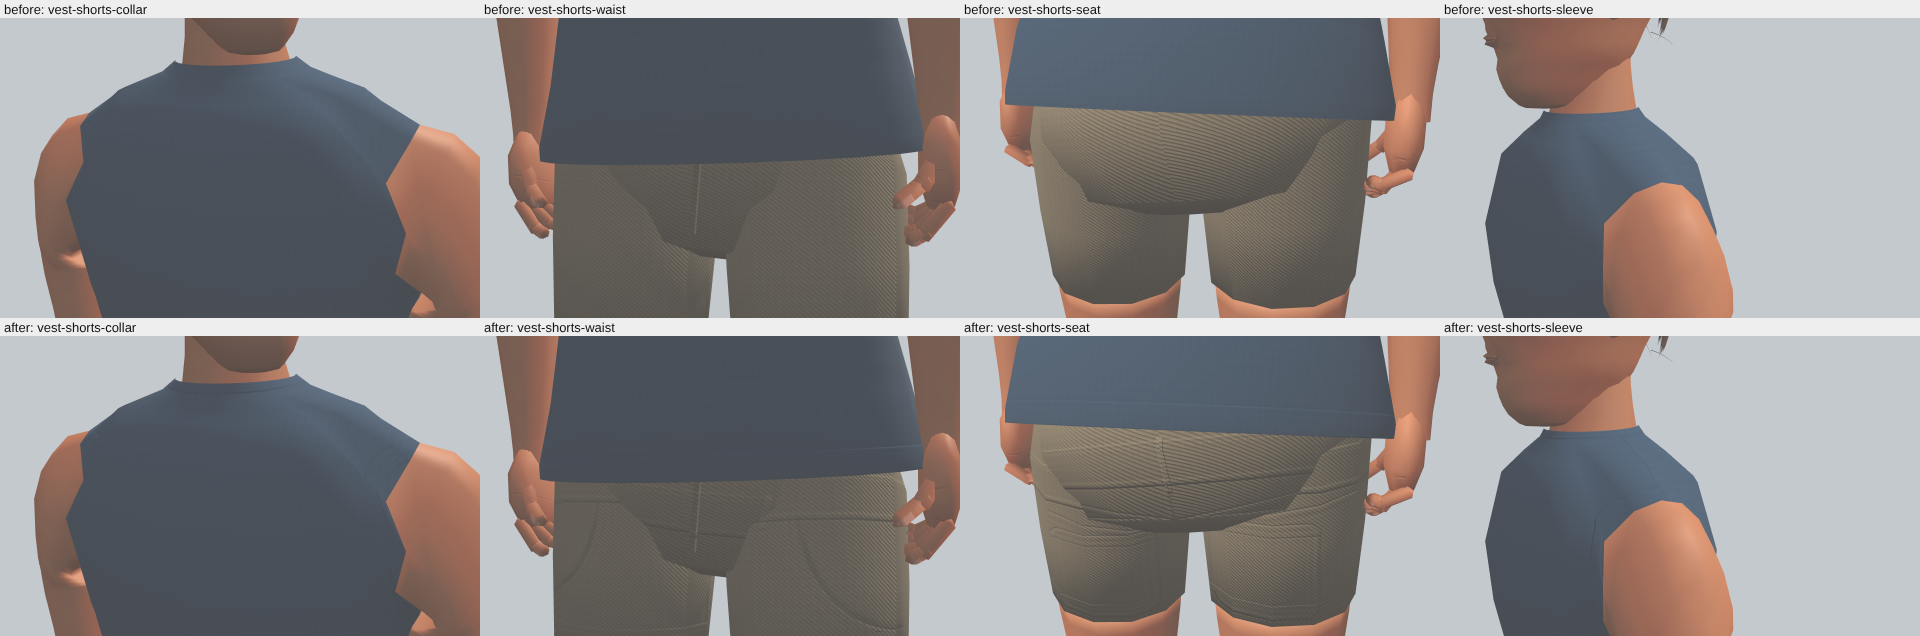 before: vest-shorts-collar
before: vest-shorts-waist
before: vest-shorts-seat
before: vest-shorts-sleeve
after: vest-shorts-collar
after: vest-shorts-waist
after: vest-shorts-seat
after: vest-shorts-sleeve